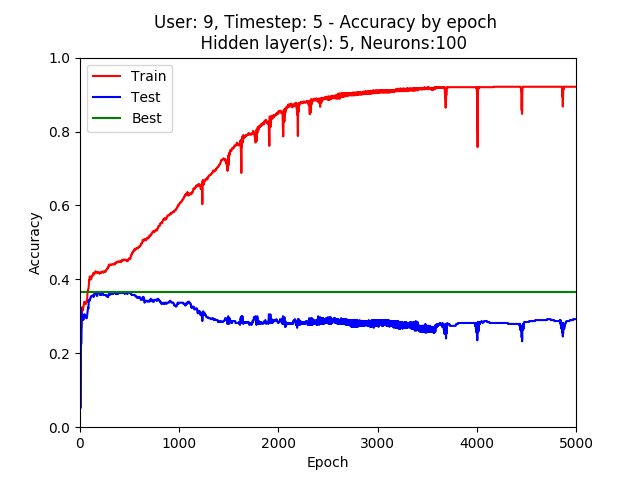 User: 9, Timestep: 5 - Accuracy by epoch
Hidden layer(s): 5, Neurons:100
1.0
0.8
0.6
0.4
0.2
0.0
Accuracy
Train
Test
Best
0 1000 2000 3000 4000 5000
Epoch